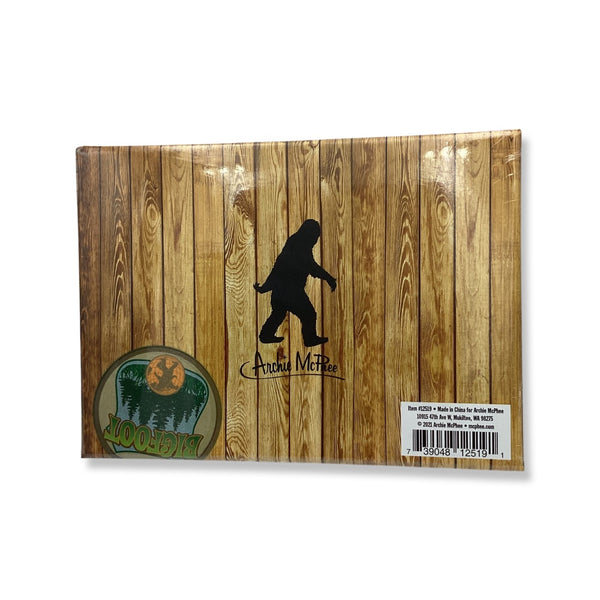 Archie McPhee
BIGFOOT
Item #12519 • Made in China for Archie McPhee
10915 47th Ave W, Mukilteo, WA 98275
© 2021 Archie McPhee • mcphee.com
7 39048 12519 1